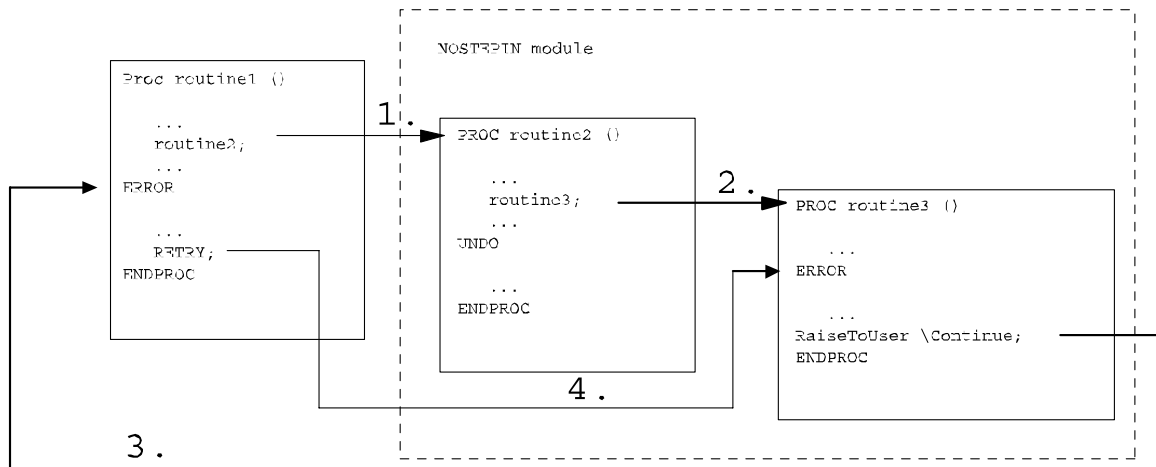 NOSTEPIN module
Proc routine1 ()
...
routine2;
...
ERROR
...
RETRY;
ENDPROC
1.
PROC routine2 ()
...
routine3;
...
UNDO
...
ENDPROC
2.
PROC routine3 ()
...
ERROR
...
RaiseToUser \Continue;
ENDPROC
4.
3.